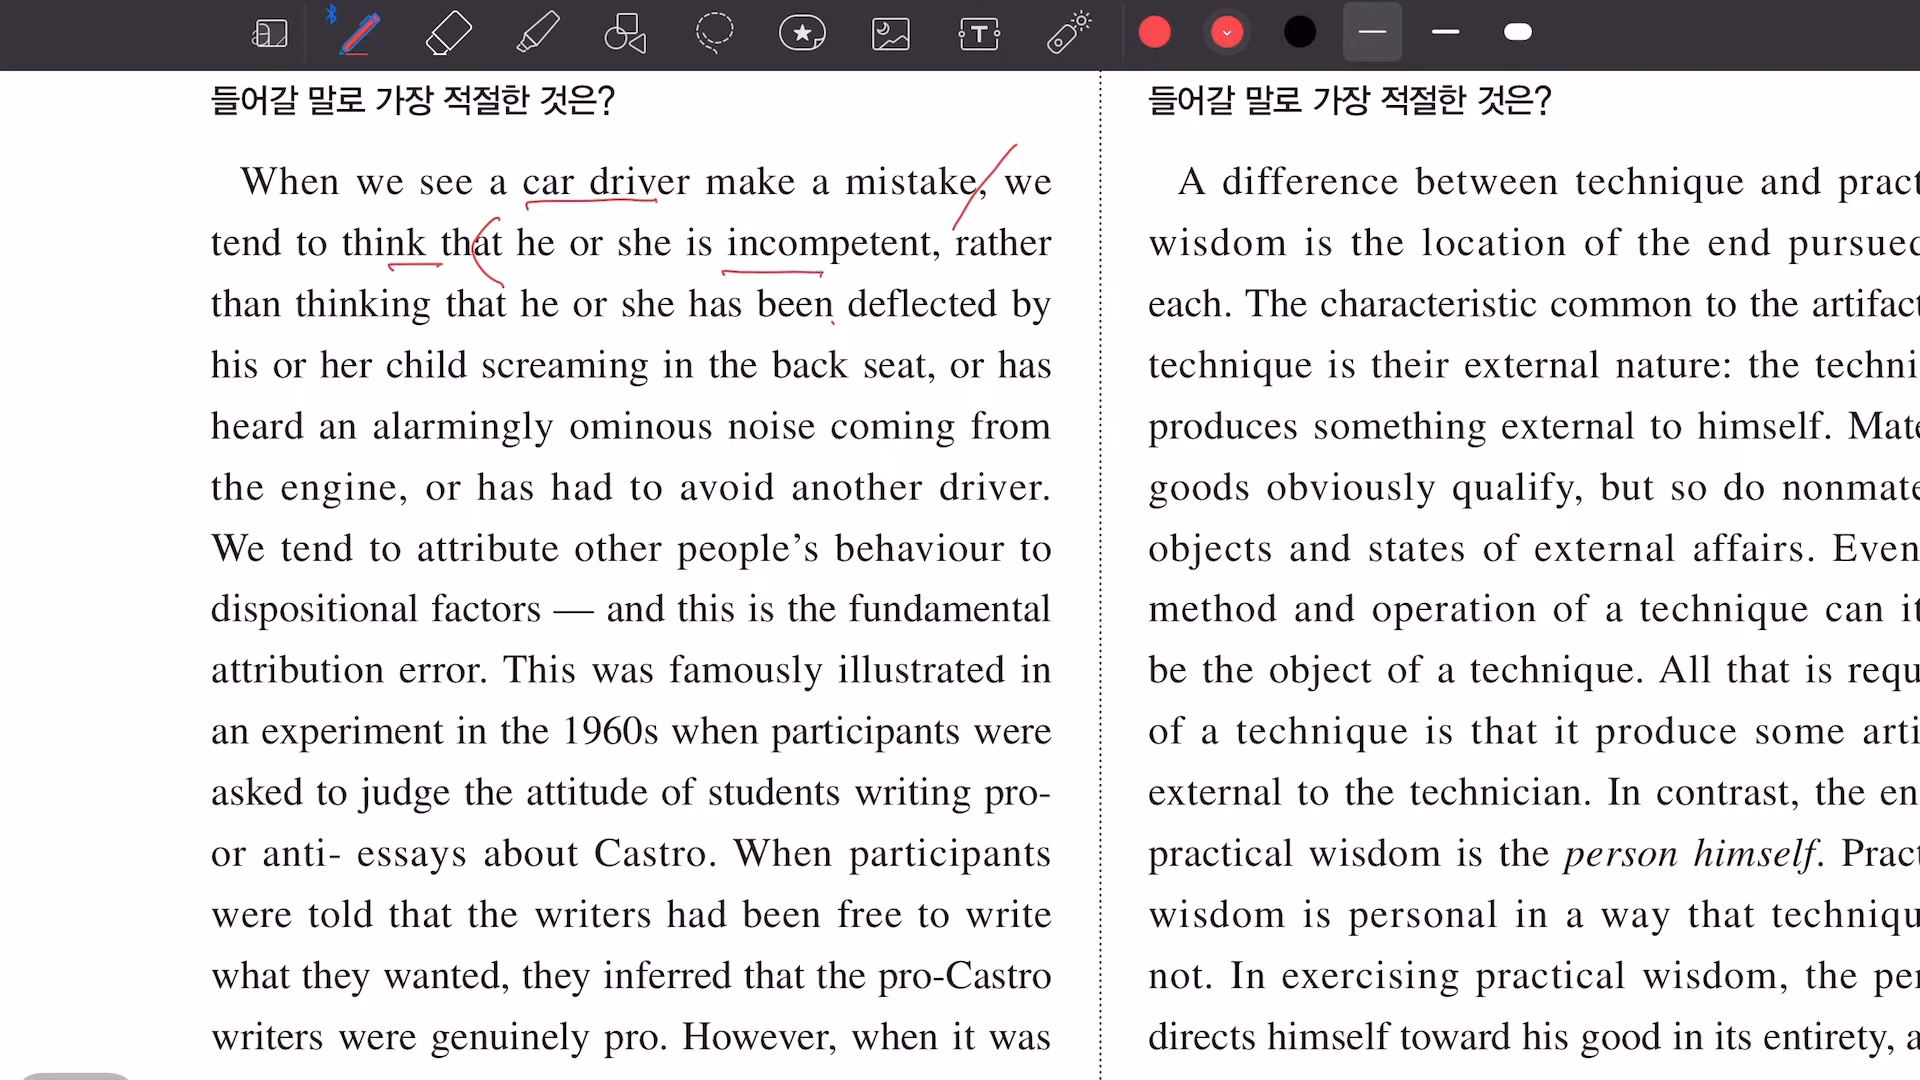 들어갈 말로 가장 적절한 것은?
When we see a car driver make a mistake, we
tend to think that he or she is incompetent, rather
than thinking that he or she has been deflected by
his or her child screaming in the back seat, or has
heard an alarmingly ominous noise coming from
the engine, or has had to avoid another driver.
We tend to attribute other people's behaviour to
dispositional factors — and this is the fundamental
attribution error. This was famously illustrated in
an experiment in the 1960s when participants were
asked to judge the attitude of students writing pro-
or anti- essays about Castro. When participants
were told that the writers had been free to write
what they wanted, they inferred that the pro-Castro
writers were genuinely pro. However, when it was
들어갈 말로 가장 적절한 것은?
A difference between technique and pract
wisdom is the location of the end pursued
each. The characteristic common to the artifact
technique is their external nature: the techni
produces something external to himself. Mate
goods obviously qualify, but so do nonmate
objects and states of external affairs. Even
method and operation of a technique can it
be the object of a technique. All that is requ
of a technique is that it produce some arti
external to the technician. In contrast, the en
practical wisdom is the person himself. Pract
wisdom is personal in a way that techniqu
not. In exercising practical wisdom, the per
directs himself toward his good in its entirety, a